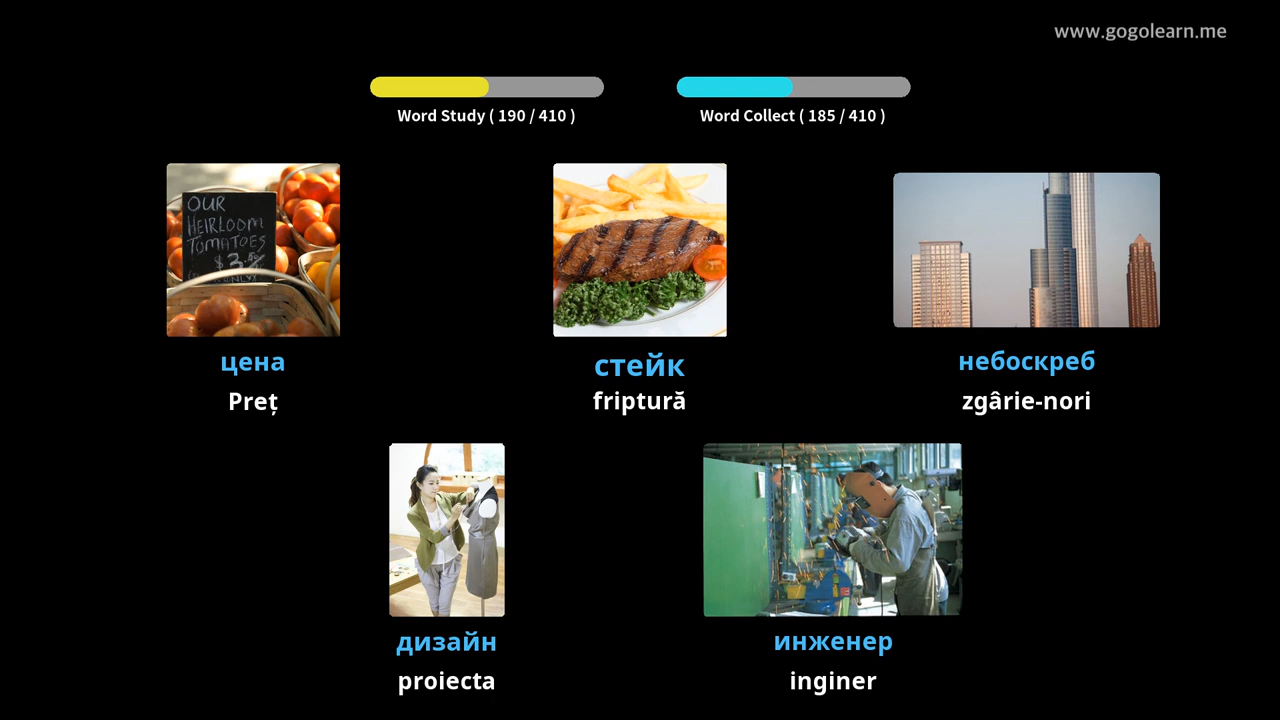 www.gogolearn.me
Word Study ( 190 / 410 )
Word Collect ( 185 / 410 )
OUR
HEIRLOOM
TOMATOES
цена
Preț
стейк
friptură
небоскреб
zgârie-nori
дизайн
proiecta
инженер
inginer